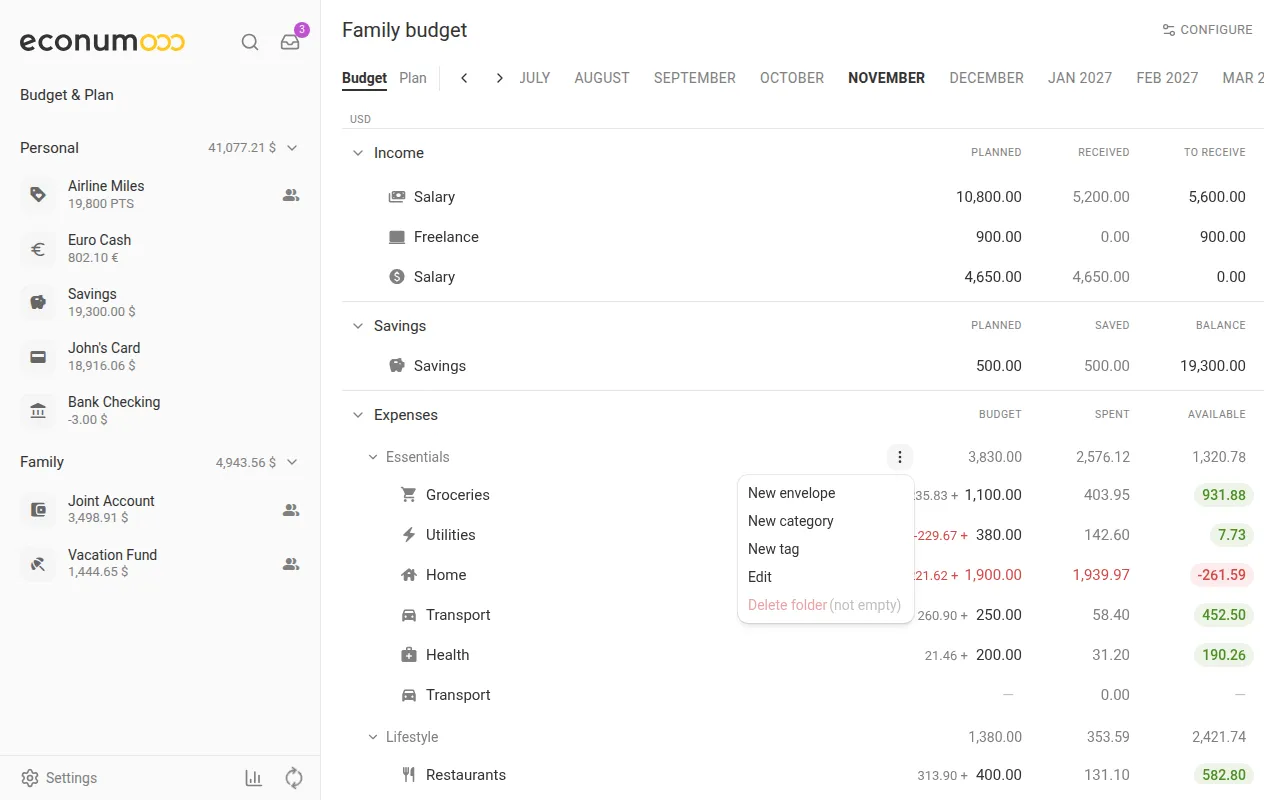 econumo
3
Budget & Plan
Personal 41,077.21 $
Airline Miles
19,800 PTS
Euro Cash
802.10 €
Savings
19,300.00 $
John's Card
18,916.06 $
Bank Checking
-3.00 $
Family 4,943.56 $
Joint Account
3,498.91 $
Vacation Fund
1,444.65 $
Settings
Family budget
CONFIGURE
Budget Plan JULY AUGUST SEPTEMBER OCTOBER NOVEMBER DECEMBER JAN 2027 FEB 2027 MAR 2
USD
Income PLANNED RECEIVED TO RECEIVE
Salary 10,800.00 5,200.00 5,600.00
Freelance 900.00 0.00 900.00
Salary 4,650.00 4,650.00 0.00
Savings PLANNED SAVED BALANCE
Savings 500.00 500.00 19,300.00
Expenses BUDGET SPENT AVAILABLE
Essentials 3,830.00 2,576.12 1,320.78
Groceries 35.83 + 1,100.00 403.95 931.88
Utilities -229.67 + 380.00 142.60 7.73
Home 21.62 + 1,900.00 1,939.97 -261.59
Transport 260.90 + 250.00 58.40 452.50
Health 21.46 + 200.00 31.20 190.26
Transport — 0.00 —
Lifestyle 1,380.00 353.59 2,421.74
Restaurants 313.90 + 400.00 131.10 582.80
New envelope
New category
New tag
Edit
Delete folder (not empty)